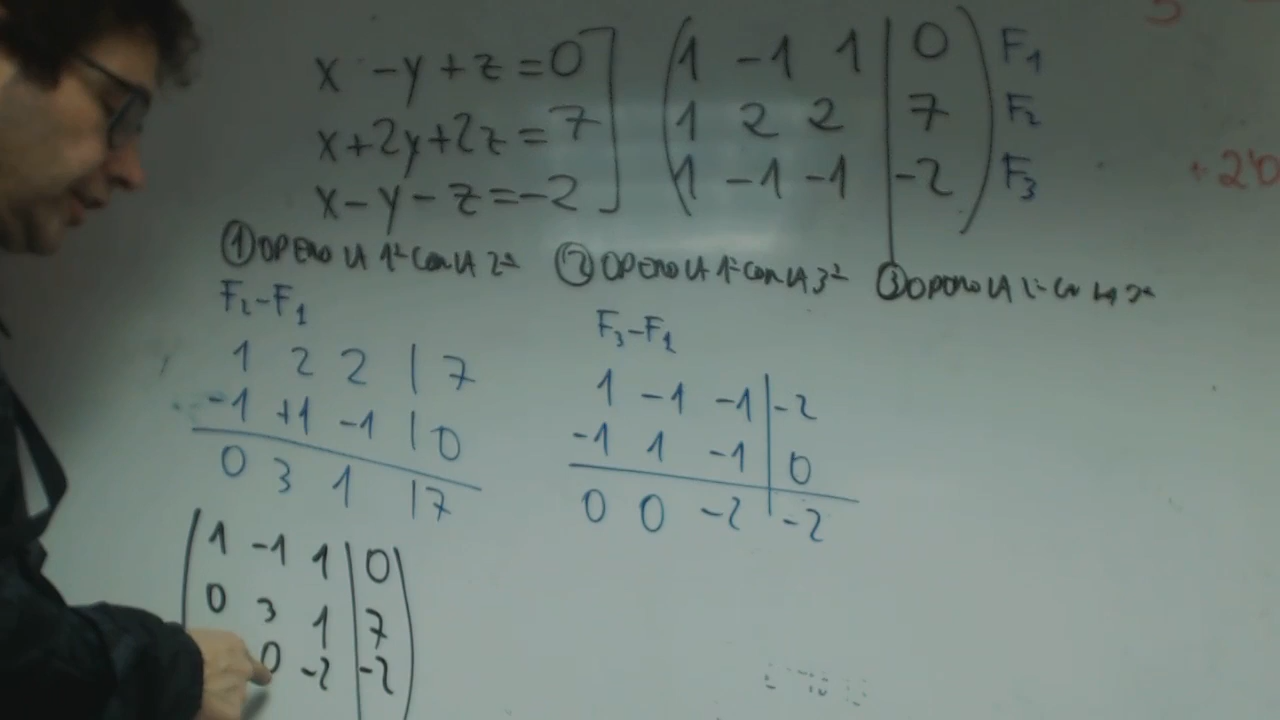 x - y + z = 0
x + 2y + 2z = 7
x - y - z = -2
1 -1 1 | 0 F1
1 2 2 | 7 F2
1 -1 -1 | -2 F3
5
20
① OPERO LA 1ª CON LA 2ª
② OPERO LA 1ª CON LA 3ª
③ OPERO LA
F2-F1
1 2 2 | 7
-1 +1 -1 | 0
0 3 1 | 7
F3-F1
1 -1 -1 | -2
-1 1 -1 | 0
0 0 -2 | -2
1 -1 1 | 0
0 3 1 | 7
0 -2 | -2